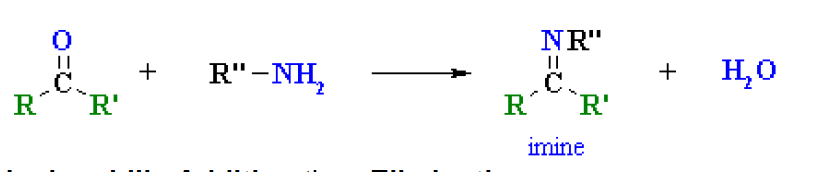 O NR"
C + R"–NH₂ C + H₂O
R R' R R'
imine